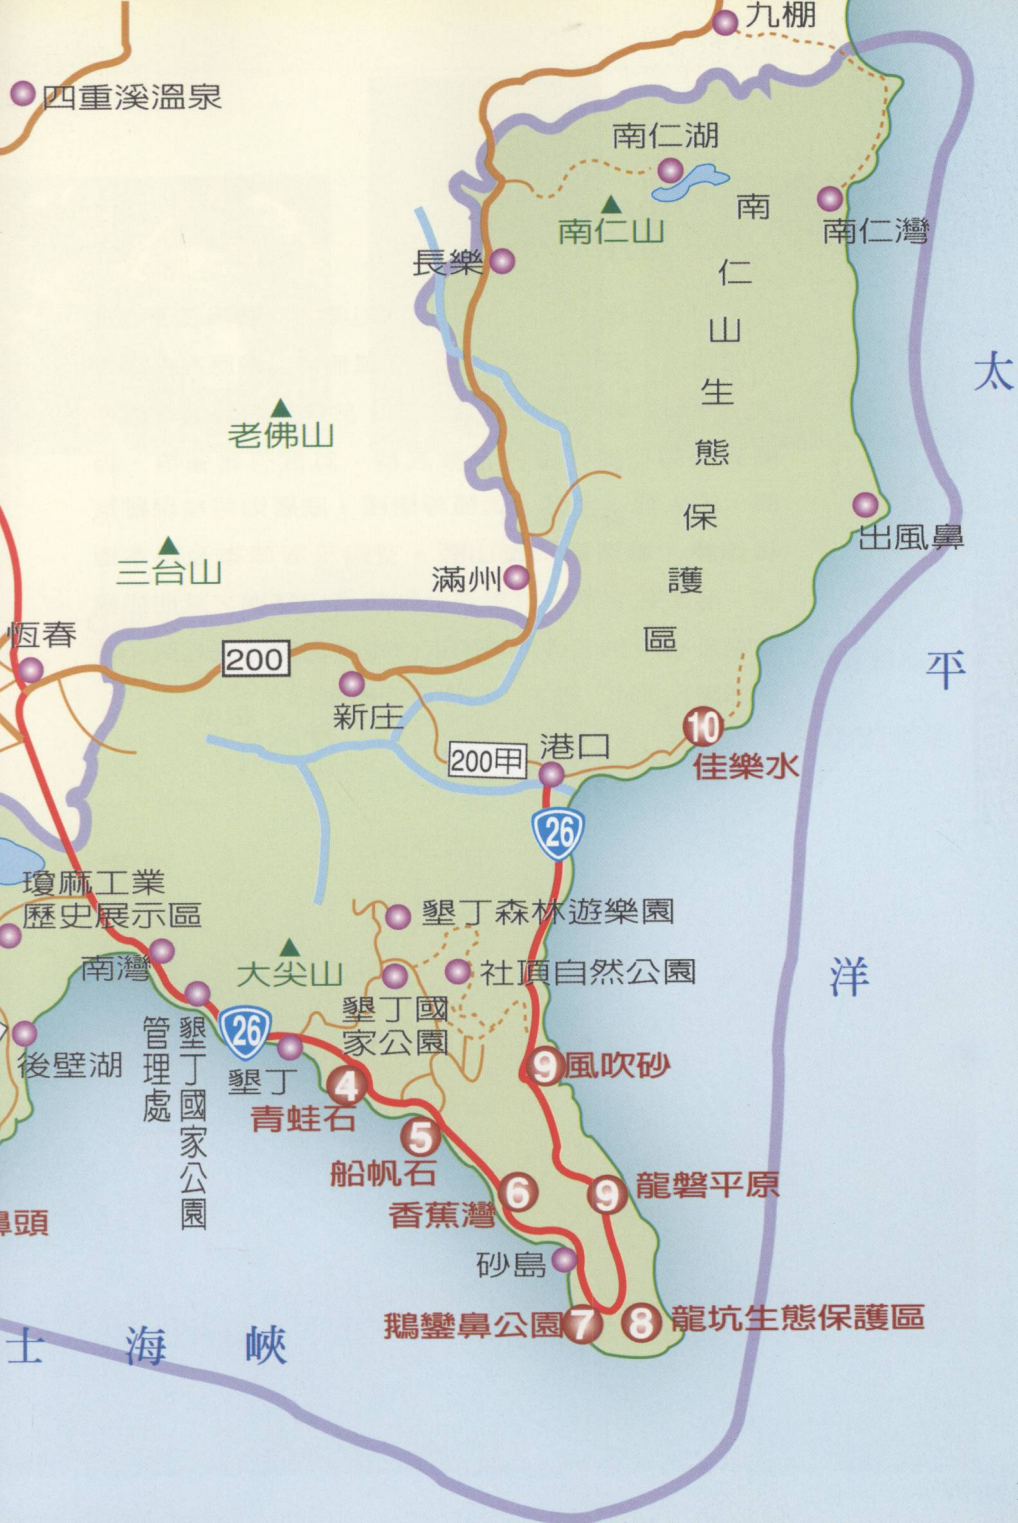 九棚
四重溪溫泉
南仁湖
南仁山
南仁灣
南仁山生態保護區
長樂
太平洋
老佛山
出風鼻
三台山
滿州
恆春
200
新庄
200甲
港口
10
佳樂水
26
瓊麻工業
歷史展示區
墾丁森林遊樂園
南灣
大尖山
社頂自然公園
墾丁國
家公園
26
後壁湖
墾丁國家公園
管理處
墾丁
4
青蛙石
9
風吹砂
5
船帆石
6
香蕉灣
9
龍磐平原
鼻頭
砂島
7
鵝鑾鼻公園
8
龍坑生態保護區
士海峽